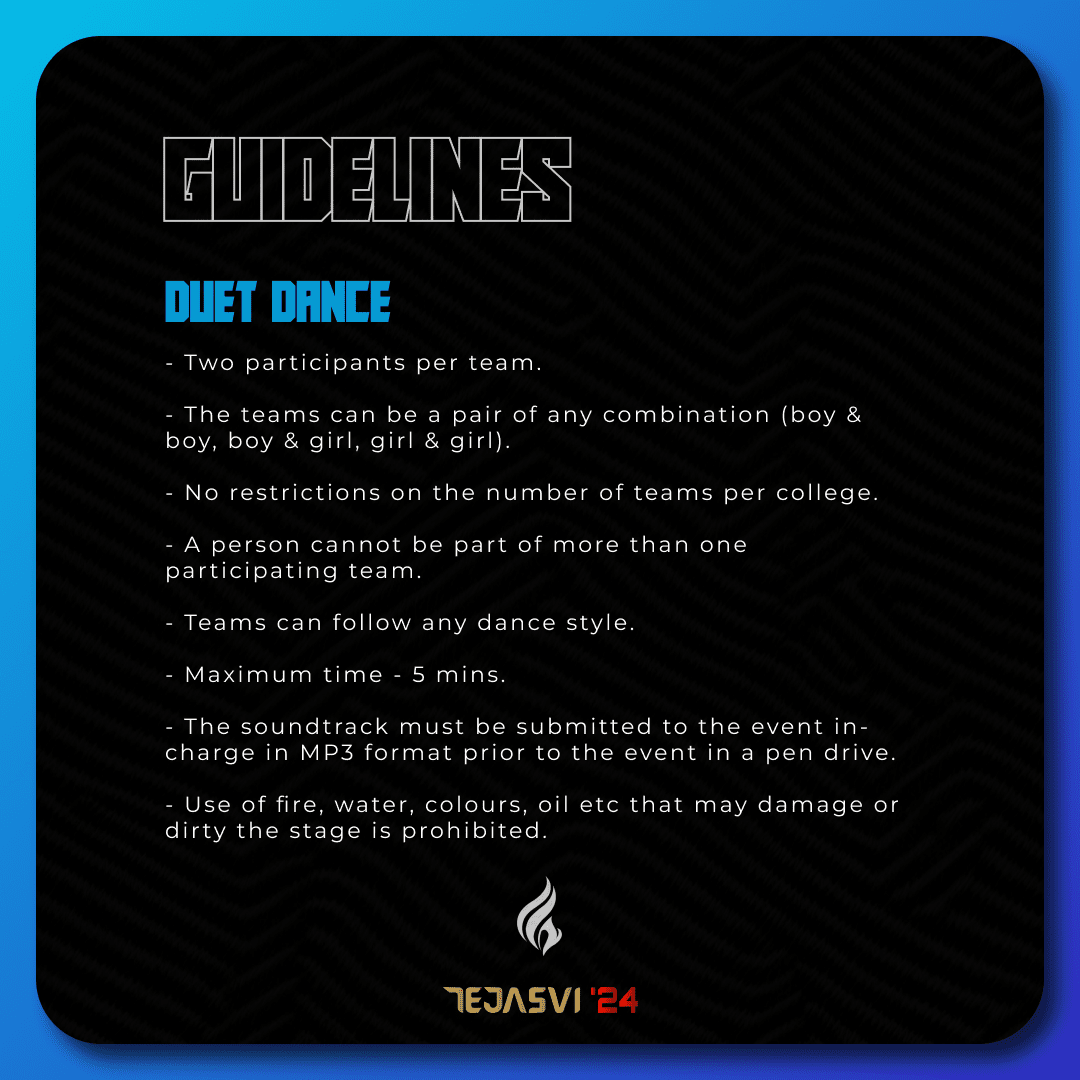 GUIDELINES
DUET DANCE
- Two participants per team.
- The teams can be a pair of any combination (boy &
boy, boy & girl, girl & girl).
- No restrictions on the number of teams per college.
- A person cannot be part of more than one
participating team.
- Teams can follow any dance style.
- Maximum time - 5 mins.
- The soundtrack must be submitted to the event in-
charge in MP3 format prior to the event in a pen drive.
- Use of fire, water, colours, oil etc that may damage or
dirty the stage is prohibited.
TEJASVI '24